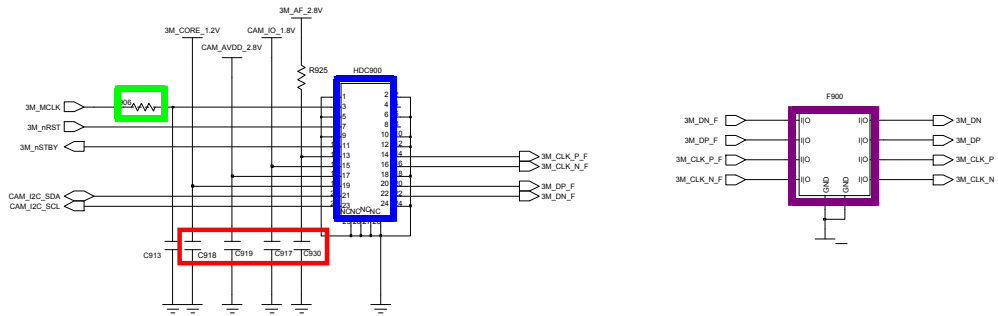 3M_AF_2.8V
3M_CORE_1.2V
CAM_IO_1.8V
CAM_AVDD_2.8V
R925
HDC900
F900
3M_MCLK
3M_nRST
3M_nSTBY
CAM_I2C_SDA
CAM_I2C_SCL
1
3
5
7
9
11
13
15
17
19
21
23
2
4
6
8
12
14
16
18
20
22
24
NC NC NC NC
3M_CLK_P_F
3M_CLK_N_F
3M_DP_F
3M_DN_F
C913
C918
C919
C917
C930
3M_DN_F
3M_DP_F
3M_CLK_P_F
3M_CLK_N_F
I|O
I|O
I|O
I|O
I|O
I|O
I|O
I|O
GND
GND
3M_DN
3M_DP
3M_CLK_P
3M_CLK_N